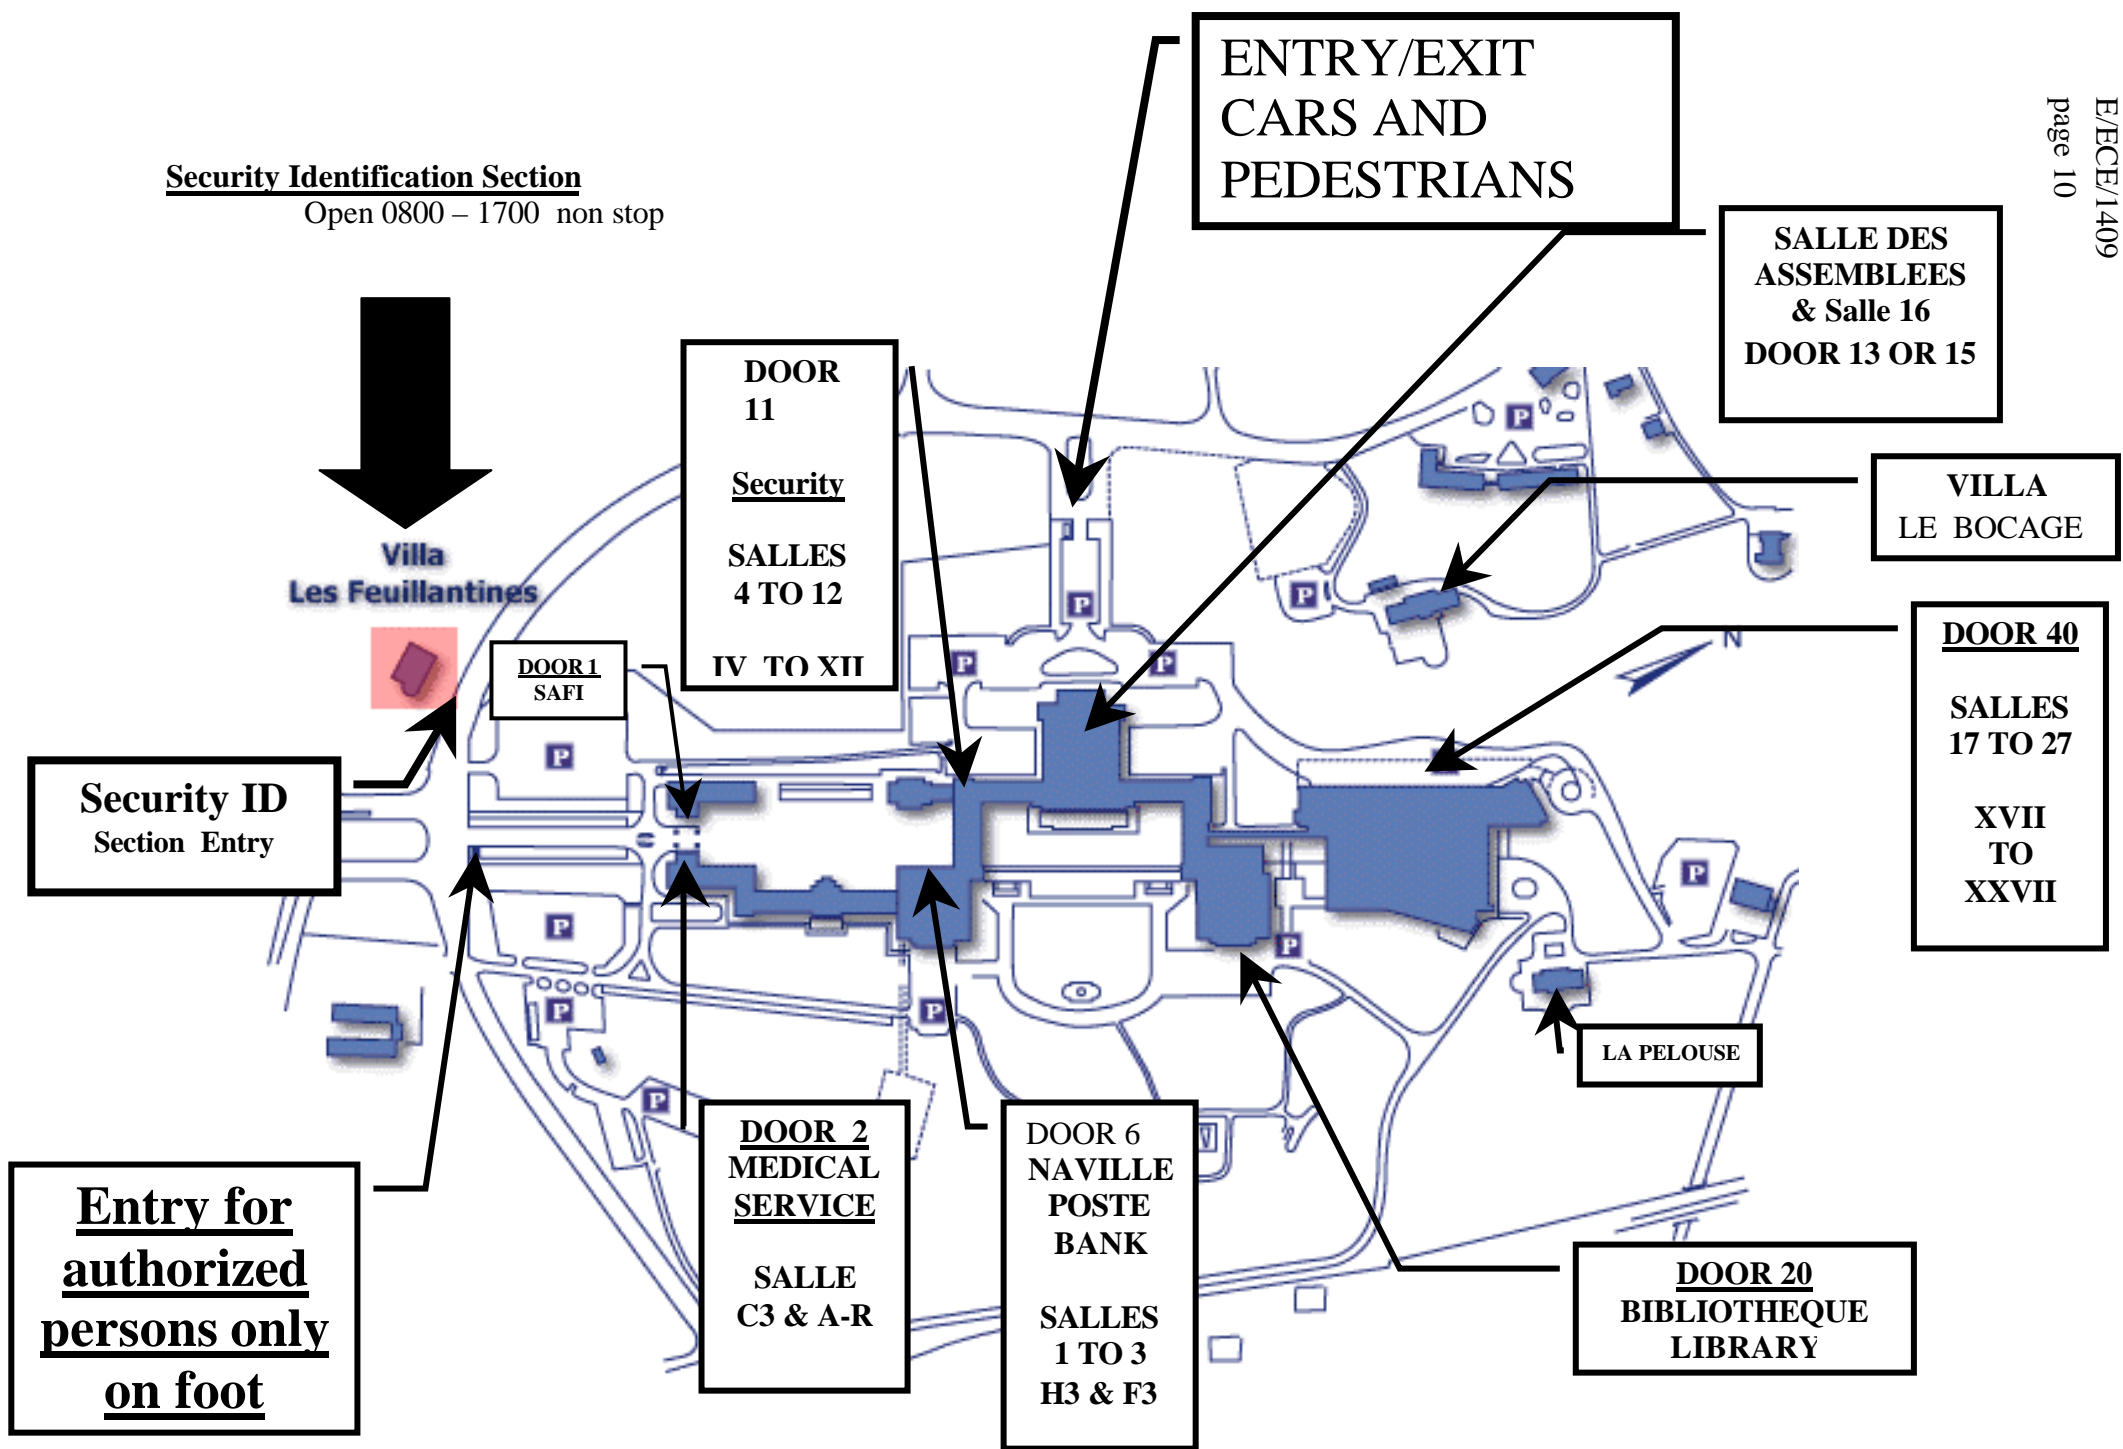 E/ECE/1409
page 10
Security Identification Section
Open 0800 – 1700 non stop
ENTRY/EXIT
CARS AND
PEDESTRIANS
SALLE DES
ASSEMBLEES
& Salle 16
DOOR 13 OR 15
DOOR
11
Security
SALLES
4 TO 12
IV TO XII
VILLA
LE BOCAGE
Villa
Les Feuillantines
DOOR 1
SAFI
DOOR 40
SALLES
17 TO 27
XVII
TO
XXVII
N
Security ID
Section Entry
P
P
P
P
P
P
P
P
P
P
P
P
LA PELOUSE
Entry for
authorized
persons only
on foot
DOOR 2
MEDICAL
SERVICE
SALLE
C3 & A-R
DOOR 6
NAVILLE
POSTE
BANK
SALLES
1 TO 3
H3 & F3
DOOR 20
BIBLIOTHEQUE
LIBRARY